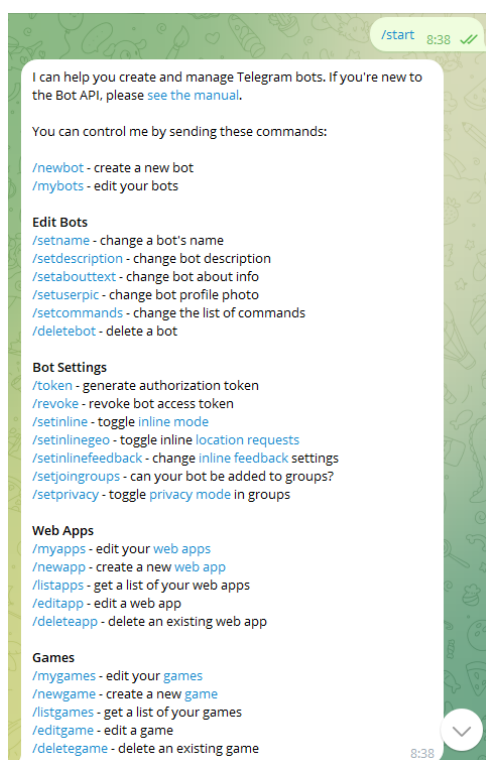 /start 8:38
I can help you create and manage Telegram bots. If you're new to
the Bot API, please see the manual.
You can control me by sending these commands:
/newbot - create a new bot
/mybots - edit your bots
Edit Bots
/setname - change a bot's name
/setdescription - change bot description
/setabouttext - change bot about info
/setuserpic - change bot profile photo
/setcommands - change the list of commands
/deletebot - delete a bot
Bot Settings
/token - generate authorization token
/revoke - revoke bot access token
/setinline - toggle inline mode
/setinlinegeo - toggle inline location requests
/setinlinefeedback - change inline feedback settings
/setjoingroups - can your bot be added to groups?
/setprivacy - toggle privacy mode in groups
Web Apps
/myapps - edit your web apps
/newapp - create a new web app
/listapps - get a list of your web apps
/editapp - edit a web app
/deleteapp - delete an existing web app
Games
/mygames - edit your games
/newgame - create a new game
/listgames - get a list of your games
/editgame - edit a game
/deletegame - delete an existing game
8:38